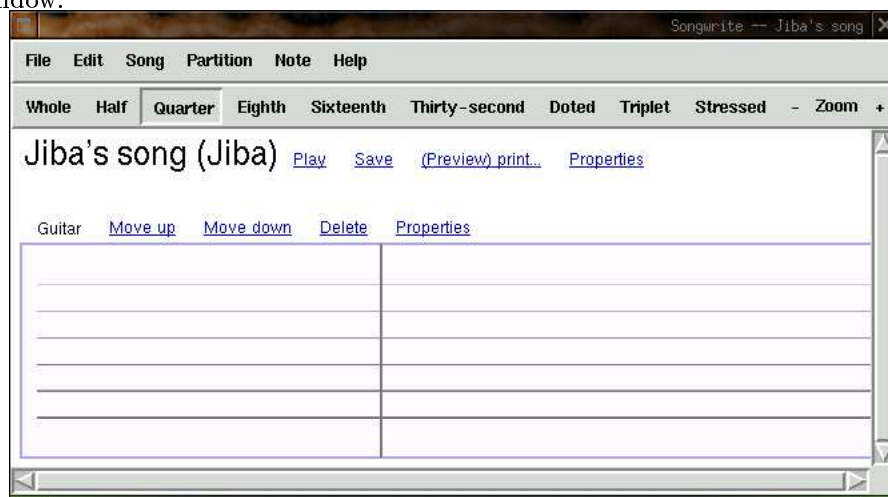 ndow.
Songwrite -- Jiba's song
File Edit Song Partition Note Help
Whole Half Quarter Eighth Sixteenth Thirty-second Doted Triplet Stressed - Zoom +
Jiba's song (Jiba) Play Save (Preview) print... Properties
Guitar Move up Move down Delete Properties